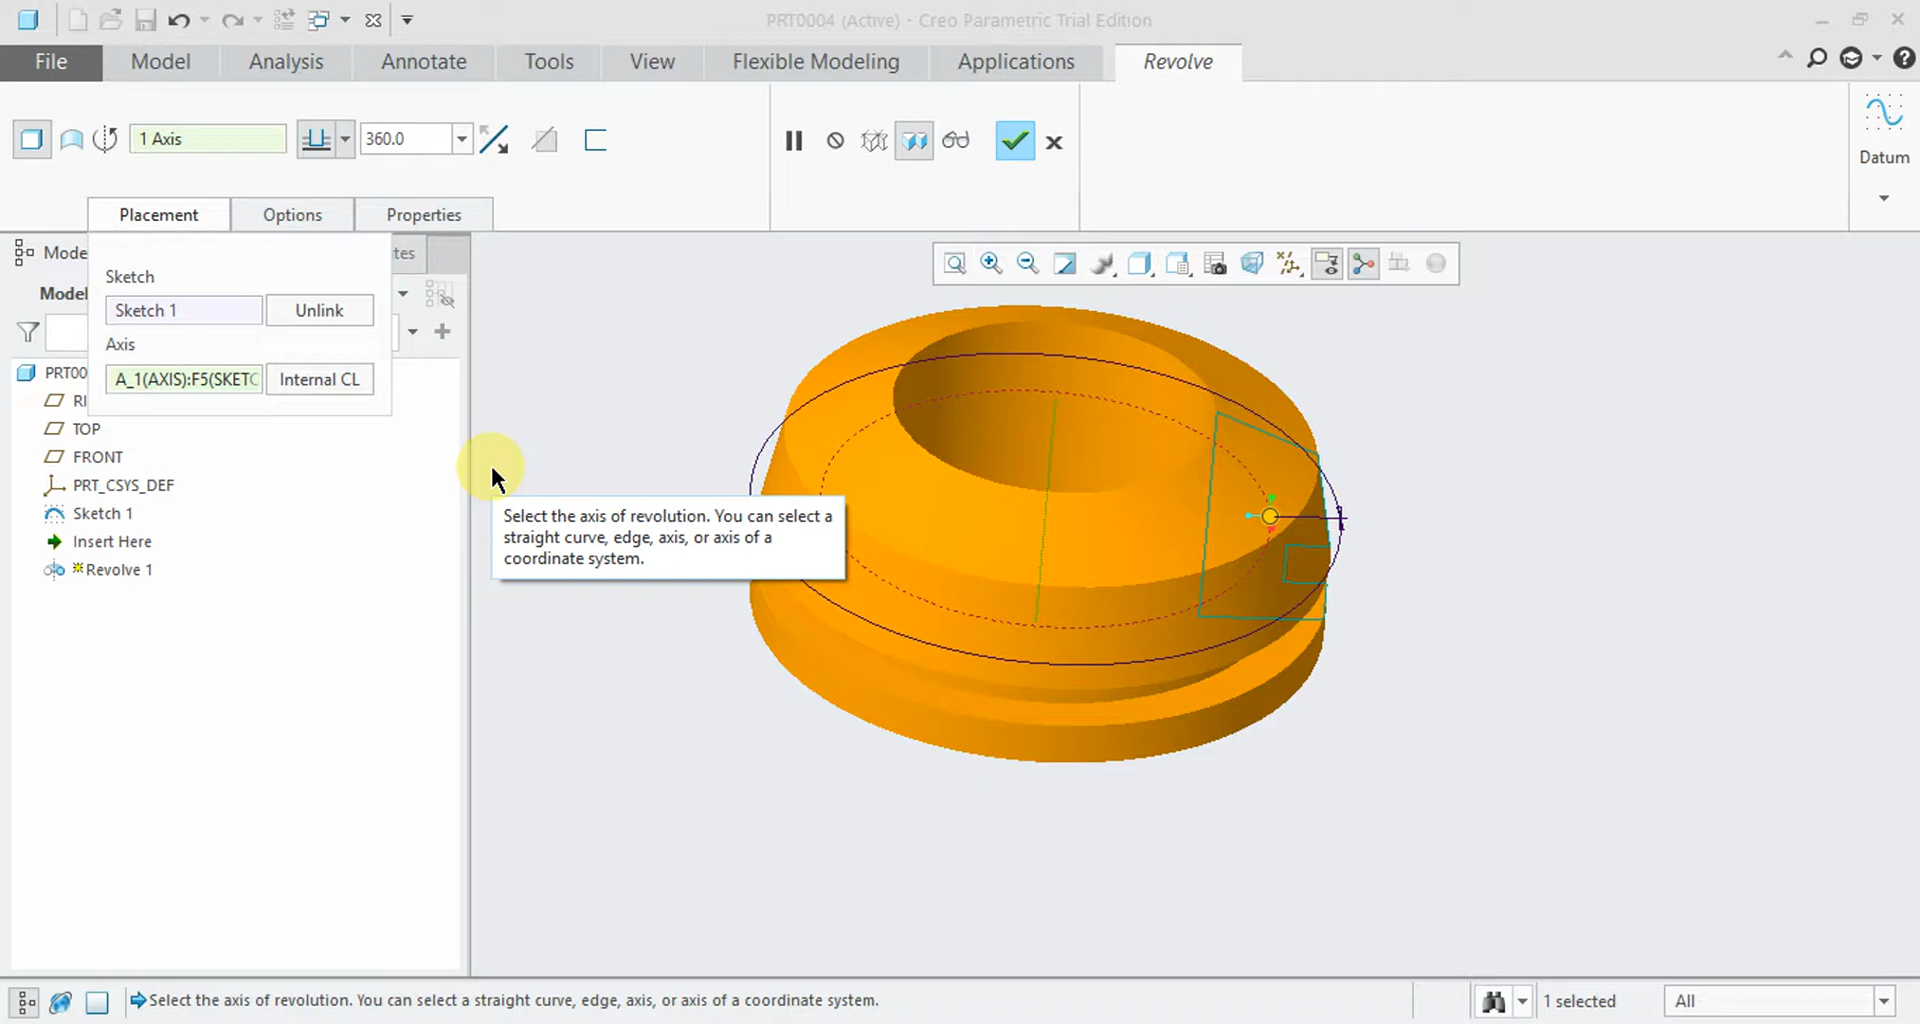 PRT0004 (Active) - Creo Parametric Trial Edition
File Model Analysis Annotate Tools View Flexible Modeling Applications Revolve
1 Axis 360.0
Datum
Placement Options Properties
Mode tes
Model
Sketch
Sketch 1 Unlink
Axis
A_1(AXIS):F5(SKETC Internal CL
PRT00
RI
TOP
FRONT
PRT_CSYS_DEF
Sketch 1
Insert Here
Revolve 1
Select the axis of revolution. You can select a
straight curve, edge, axis, or axis of a
coordinate system.
Select the axis of revolution. You can select a straight curve, edge, axis, or axis of a coordinate system.
1 selected All